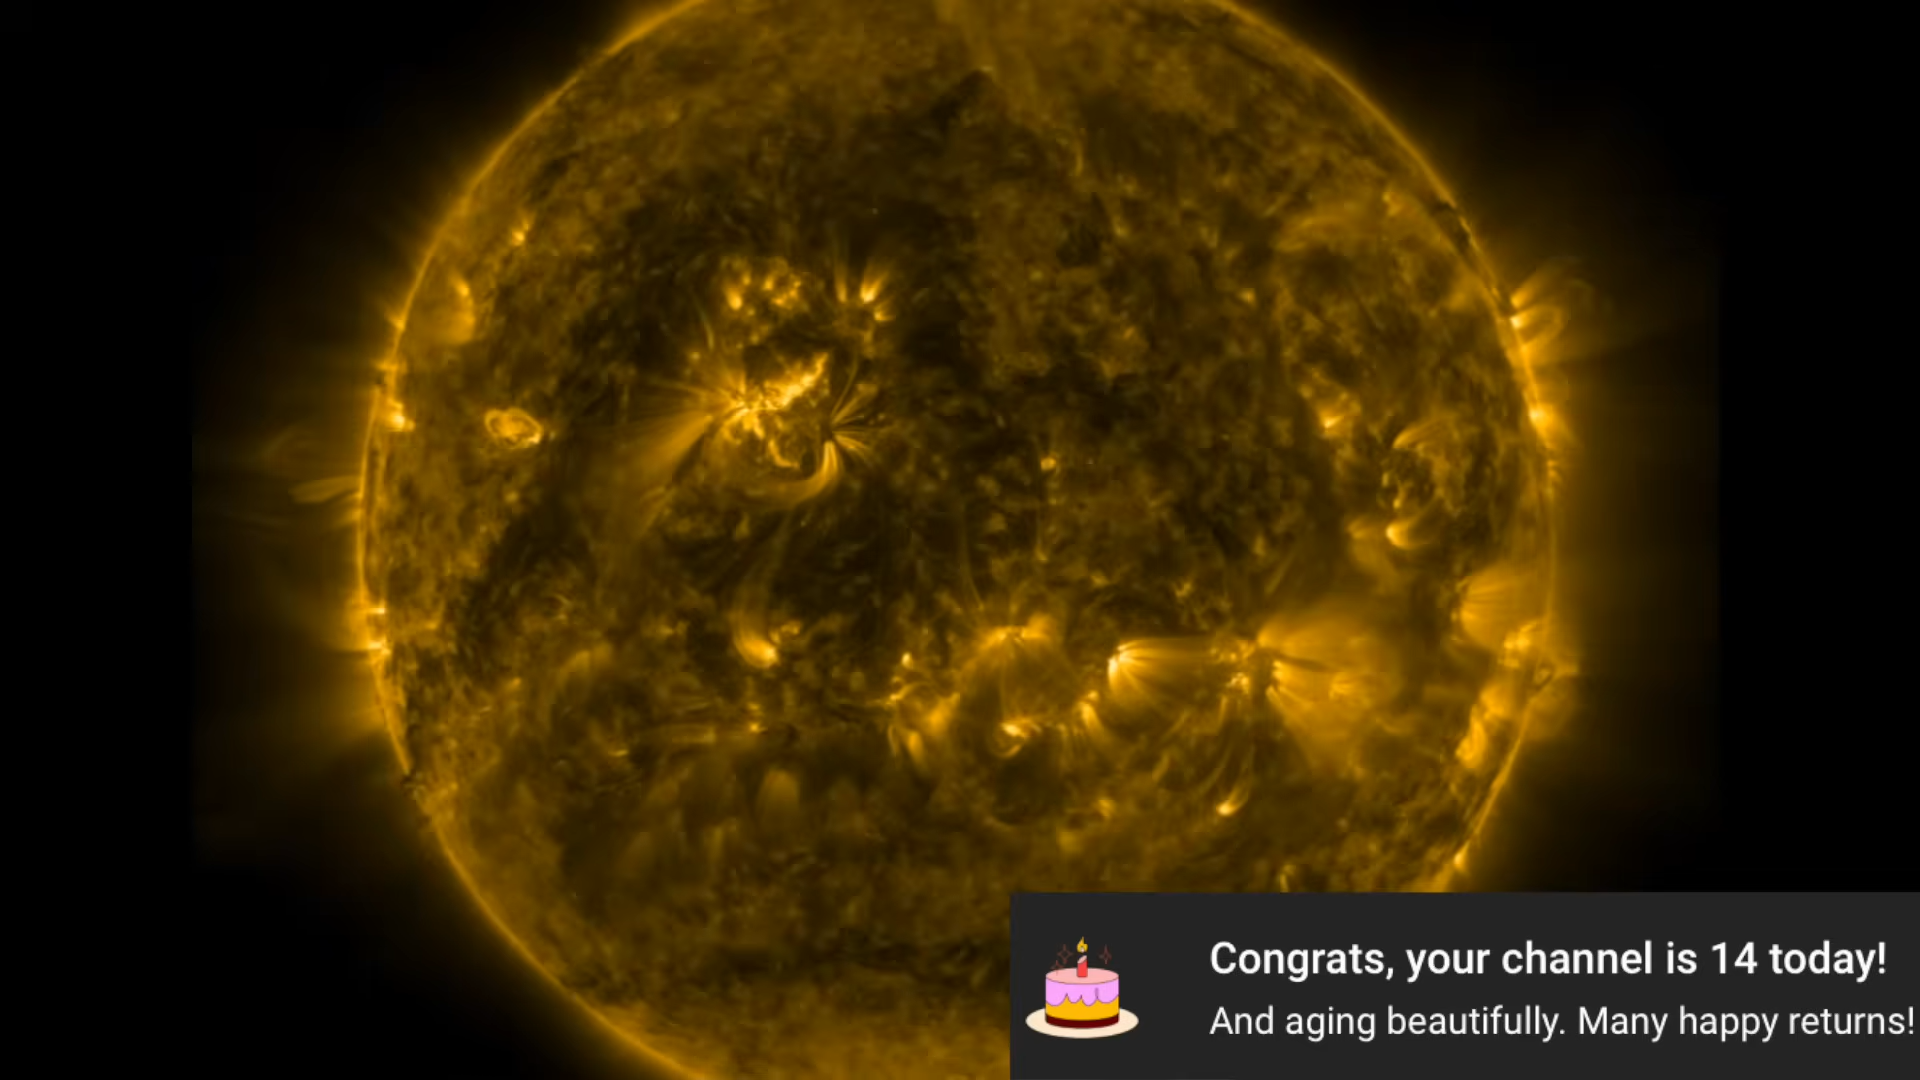 Congrats, your channel is 14 today!
And aging beautifully. Many happy returns!